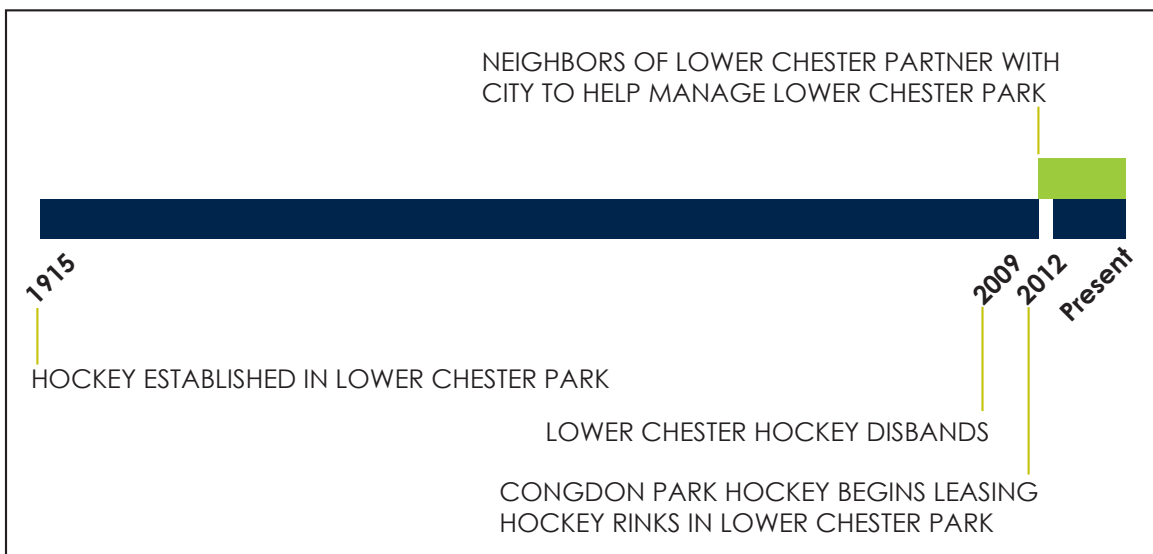 NEIGHBORS OF LOWER CHESTER PARTNER WITH
CITY TO HELP MANAGE LOWER CHESTER PARK
1915
2009
2012
Present
HOCKEY ESTABLISHED IN LOWER CHESTER PARK
LOWER CHESTER HOCKEY DISBANDS
CONGDON PARK HOCKEY BEGINS LEASING
HOCKEY RINKS IN LOWER CHESTER PARK